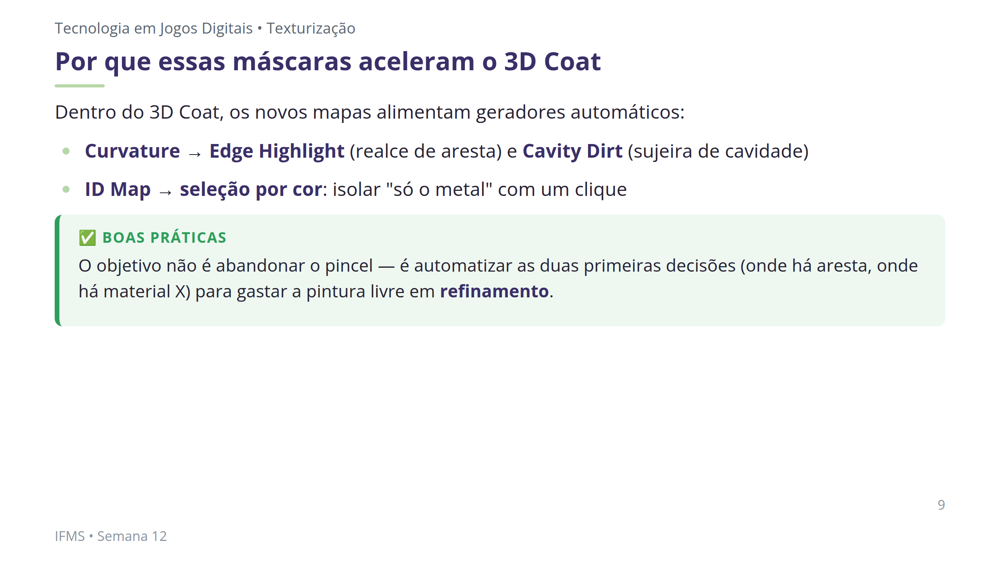 Tecnologia em Jogos Digitais • Texturização
Por que essas máscaras aceleram o 3D Coat
Dentro do 3D Coat, os novos mapas alimentam geradores automáticos:
• Curvature → Edge Highlight (realce de aresta) e Cavity Dirt (sujeira de cavidade)
• ID Map → seleção por cor: isolar "só o metal" com um clique
✅ BOAS PRÁTICAS
O objetivo não é abandonar o pincel — é automatizar as duas primeiras decisões (onde há aresta, onde
há material X) para gastar a pintura livre em refinamento.
9
IFMS • Semana 12